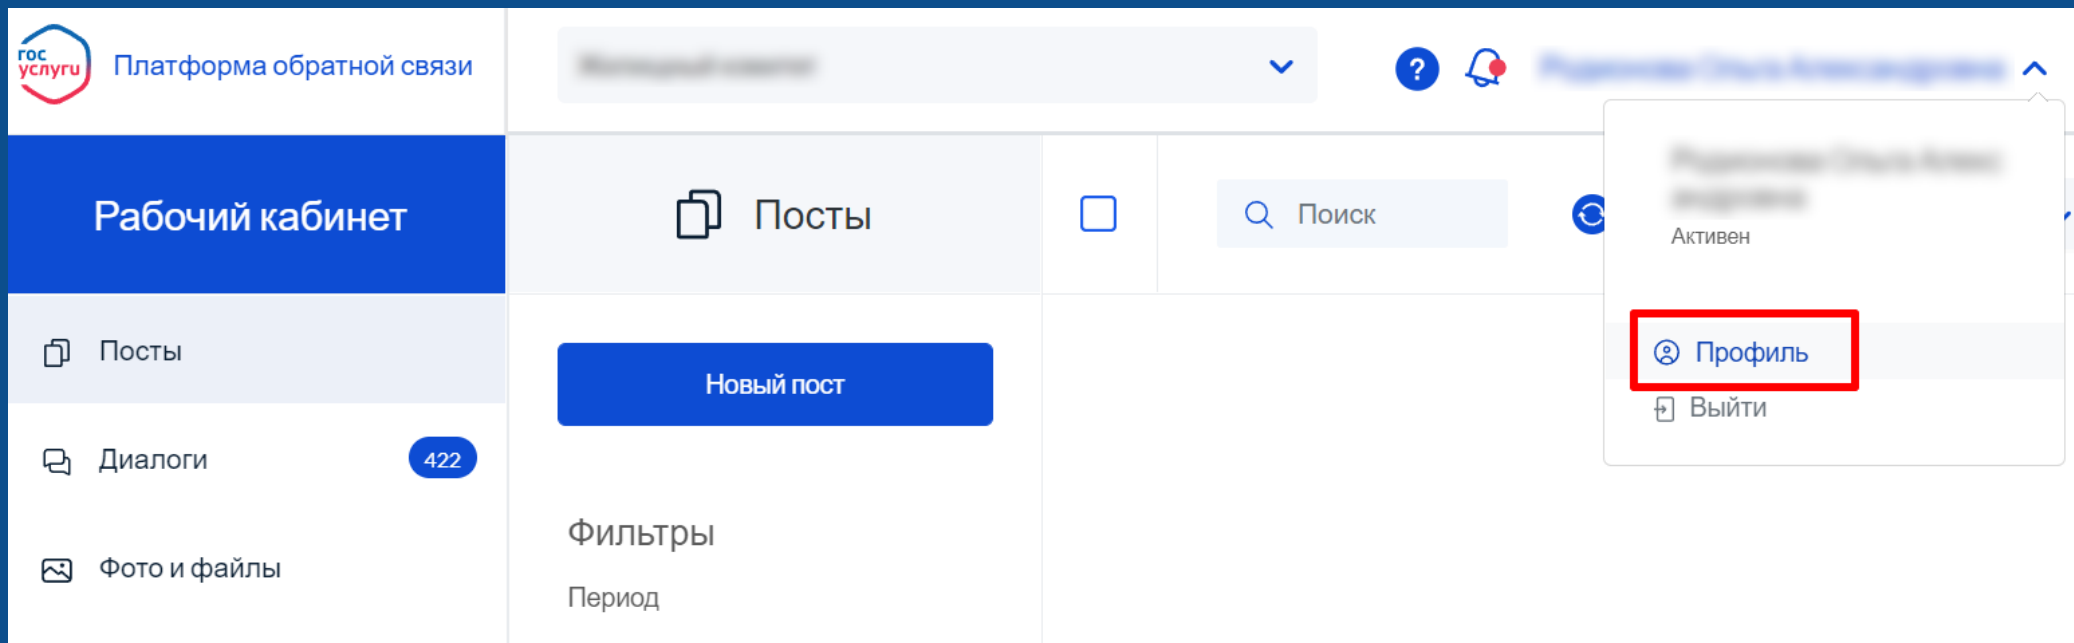 гос
услуги
Платформа обратной связи
?
Рабочий кабинет
Посты
Поиск
Активен
Посты
Новый пост
Профиль
Выйти
Диалоги
422
Фильтры
Фото и файлы
Период